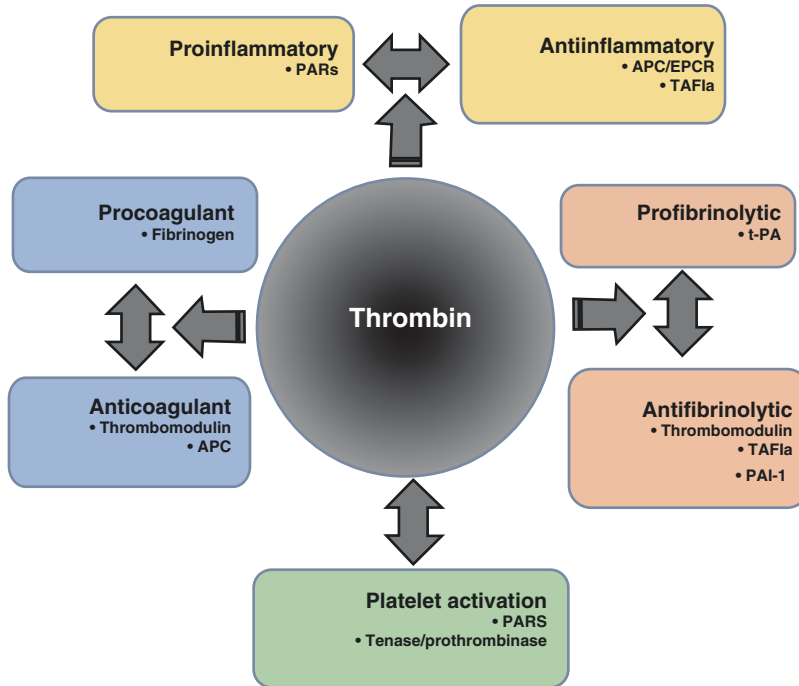 Proinflammatory
• PARs
Antiinflammatory
• APC/EPCR
• TAFIa
Procoagulant
• Fibrinogen
Profibrinolytic
• t-PA
Thrombin
Anticoagulant
• Thrombomodulin
• APC
Antifibrinolytic
• Thrombomodulin
• TAFIa
• PAI-1
Platelet activation
• PARS
• Tenase/prothrombinase